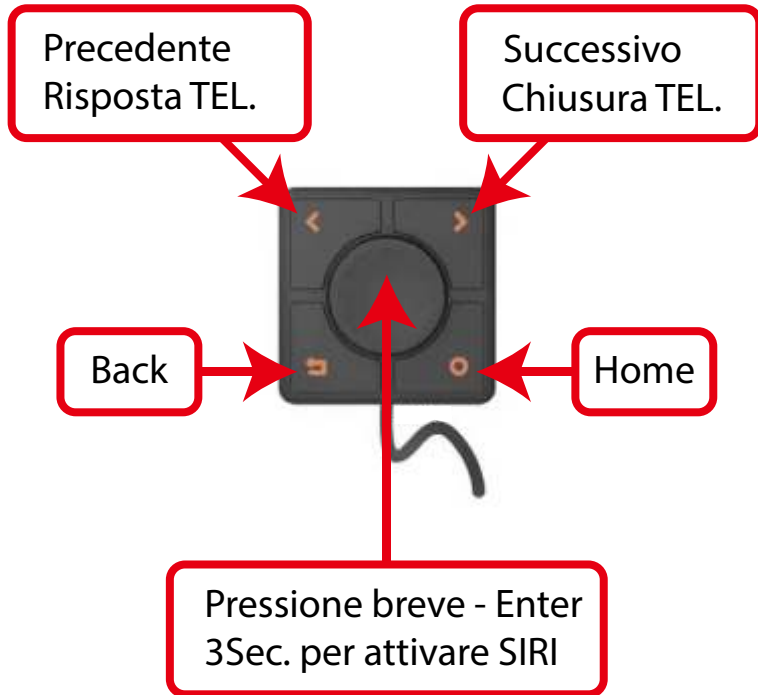 Precedente
Risposta TEL.
Successivo
Chiusura TEL.
Back
Home
Pressione breve - Enter
3Sec. per attivare SIRI